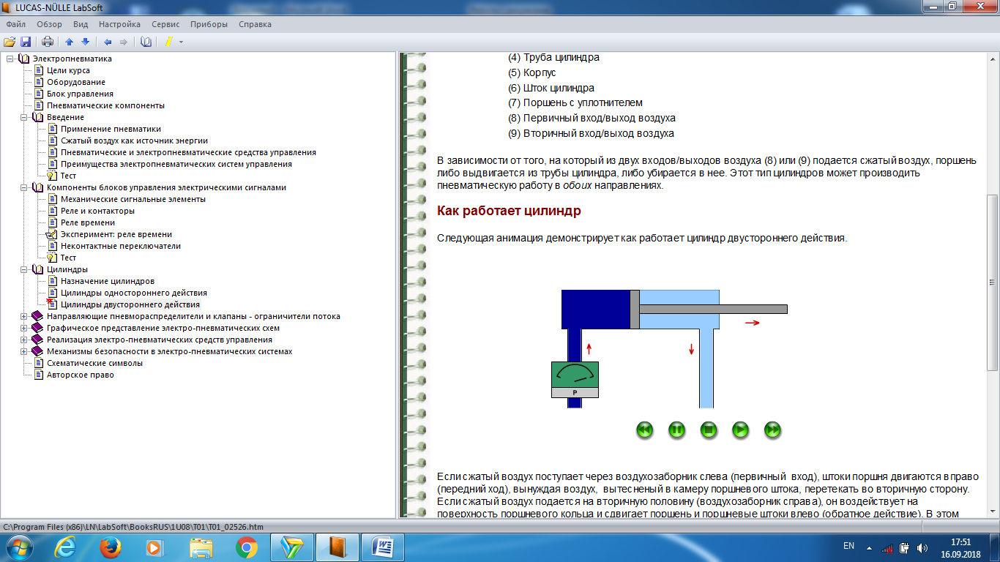 LUCAS-NÜLLE LabSoft
Файл Обзор Вид Настройка Сервис Приборы Справка
Электропневматика
Цели курса
Оборудование
Блок управления
Пневматические компоненты
Введение
Применение пневматики
Сжатый воздух как источник энергии
Пневматические и электропневматические средства управления
Преимущества электропневматических систем управления
Тест
Компоненты блоков управления электрическими сигналами
Механические сигнальные элементы
Реле и контакторы
Реле времени
Эксперимент: реле времени
Неконтактные переключатели
Тест
Цилиндры
Назначение цилиндров
Цилиндры одностороннего действия
Цилиндры двустороннего действия
Направляющие пневмораспределители и клапаны - ограничители потока
Графическое представление электро-пневматических схем
Реализация электро-пневматических средств управления
Механизмы безопасности в электро-пневматических системах
Схематические символы
Авторское право
(4) Труба цилиндра
(5) Корпус
(6) Шток цилиндра
(7) Поршень с уплотнителем
(8) Первичный вход/выход воздуха
(9) Вторичный вход/выход воздуха
В зависимости от того, на который из двух входов/выходов воздуха (8) или (9) подается сжатый воздух, поршень
либо выдвигается из трубы цилиндра, либо убирается в нее. Этот тип цилиндров может производить
пневматическую работу в обоих направлениях.
Как работает цилиндр
Следующая анимация демонстрирует как работает цилиндр двустороннего действия.
P
Если сжатый воздух поступает через воздухозаборник слева (первичный вход), штоки поршня двигаются вправо
(передний ход), вынуждая воздух, вытесненый в камеру поршневого штока, перетекать во вторичную сторону.
Если сжатый воздух подается на вторичную половину (воздухозаборник справа), он воздействует на
поверхность поршневого кольца и сдвигает поршень и поршневые штоки влево (обратное действие). В этом
C:\Program Files (x86)\LN\LabSoft\BooksRUS\1U08\T01\T01_02526.htm
EN
17:51
16.09.2018